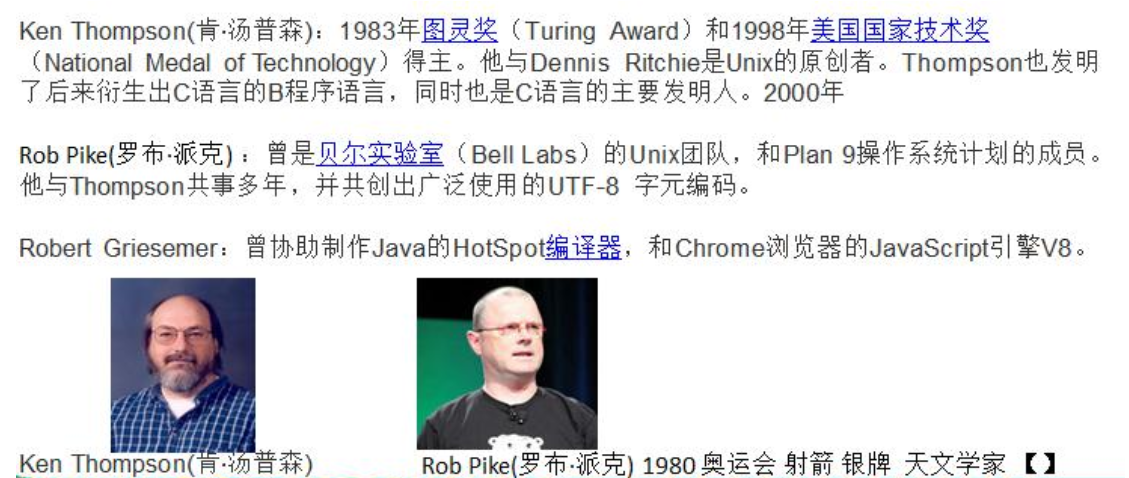 Ken Thompson(肯·汤普森)：1983年图灵奖（Turing Award）和1998年美国国家技术奖
（National Medal of Technology）得主。他与Dennis Ritchie是Unix的原创者。Thompson也发明
了后来衍生出C语言的B程序语言，同时也是C语言的主要发明人。2000年
Rob Pike(罗布·派克)：曾是贝尔实验室（Bell Labs）的Unix团队，和Plan 9操作系统计划的成员。
他与Thompson共事多年，并共创出广泛使用的UTF-8 字元编码。
Robert Griesemer：曾协助制作Java的HotSpot编译器，和Chrome浏览器的JavaScript引擎V8。
Ken Thompson(肯·汤普森)
Rob Pike(罗布·派克) 1980 奥运会 射箭 银牌 天文学家 【】